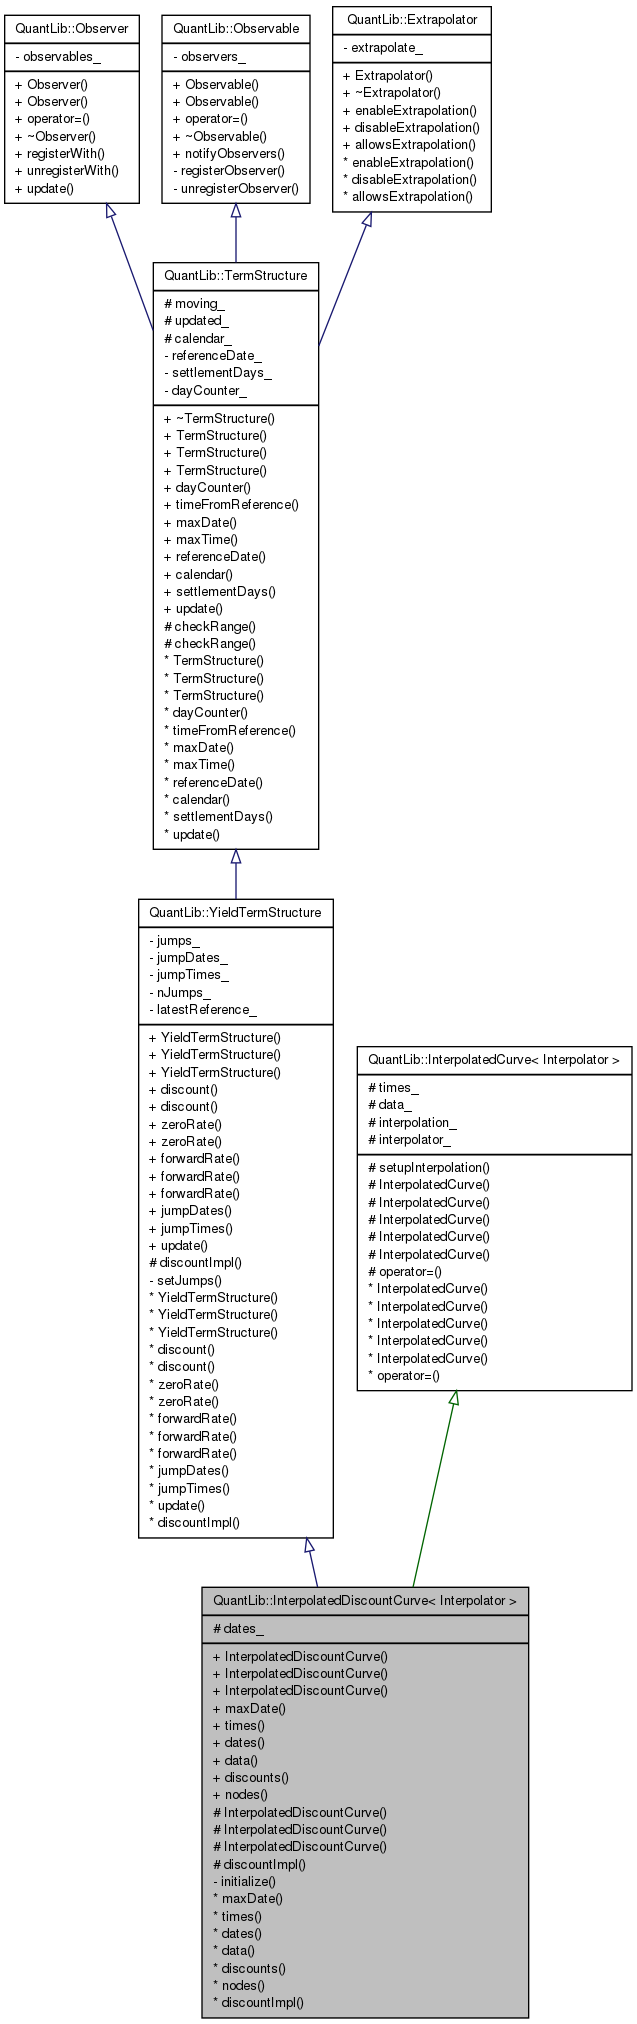 QuantLib::Observer
- observables_
+ Observer()
+ Observer()
+ operator=()
+ ~Observer()
+ registerWith()
+ unregisterWith()
+ update()
QuantLib::Observable
- observers_
+ Observable()
+ Observable()
+ operator=()
+ ~Observable()
+ notifyObservers()
- registerObserver()
- unregisterObserver()
QuantLib::Extrapolator
- extrapolate_
+ Extrapolator()
+ ~Extrapolator()
+ enableExtrapolation()
+ disableExtrapolation()
+ allowsExtrapolation()
* enableExtrapolation()
* disableExtrapolation()
* allowsExtrapolation()
QuantLib::TermStructure
# moving_
# updated_
# calendar_
- referenceDate_
- settlementDays_
- dayCounter_
+ ~TermStructure()
+ TermStructure()
+ TermStructure()
+ TermStructure()
+ dayCounter()
+ timeFromReference()
+ maxDate()
+ maxTime()
+ referenceDate()
+ calendar()
+ settlementDays()
+ update()
# checkRange()
# checkRange()
* TermStructure()
* TermStructure()
* TermStructure()
* dayCounter()
* timeFromReference()
* maxDate()
* maxTime()
* referenceDate()
* calendar()
* settlementDays()
* update()
QuantLib::YieldTermStructure
- jumps_
- jumpDates_
- jumpTimes_
- nJumps_
- latestReference_
+ YieldTermStructure()
+ YieldTermStructure()
+ YieldTermStructure()
+ discount()
+ discount()
+ zeroRate()
+ zeroRate()
+ forwardRate()
+ forwardRate()
+ forwardRate()
+ jumpDates()
+ jumpTimes()
+ update()
# discountImpl()
- setJumps()
* YieldTermStructure()
* YieldTermStructure()
* YieldTermStructure()
* discount()
* discount()
* zeroRate()
* zeroRate()
* forwardRate()
* forwardRate()
* forwardRate()
* jumpDates()
* jumpTimes()
* update()
* discountImpl()
QuantLib::InterpolatedCurve< Interpolator >
# times_
# data_
# interpolation_
# interpolator_
# setupInterpolation()
# InterpolatedCurve()
# InterpolatedCurve()
# InterpolatedCurve()
# InterpolatedCurve()
# InterpolatedCurve()
# operator=()
* InterpolatedCurve()
* InterpolatedCurve()
* InterpolatedCurve()
* InterpolatedCurve()
* InterpolatedCurve()
* operator=()
QuantLib::InterpolatedDiscountCurve< Interpolator >
# dates_
+ InterpolatedDiscountCurve()
+ InterpolatedDiscountCurve()
+ InterpolatedDiscountCurve()
+ maxDate()
+ times()
+ dates()
+ data()
+ discounts()
+ nodes()
# InterpolatedDiscountCurve()
# InterpolatedDiscountCurve()
# InterpolatedDiscountCurve()
# discountImpl()
- initialize()
* maxDate()
* times()
* dates()
* data()
* discounts()
* nodes()
* discountImpl()